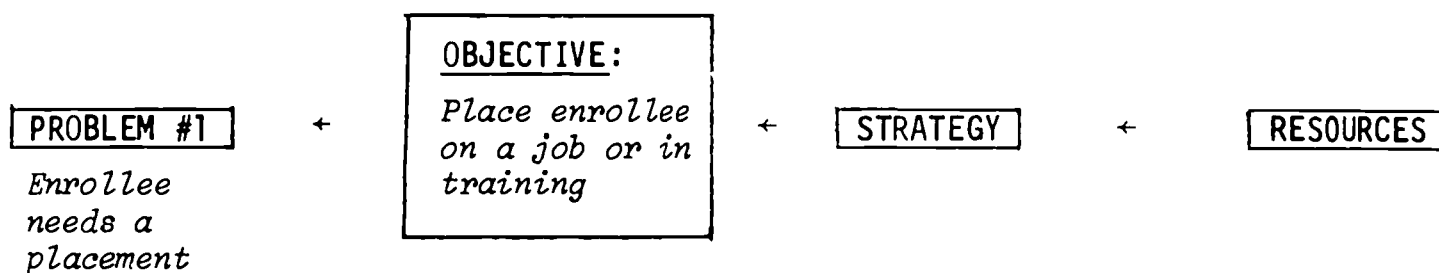 PROBLEM #1 ← OBJECTIVE: ← STRATEGY ← RESOURCES
Enrollee
needs a
placement
Place enrollee
on a job or in
training